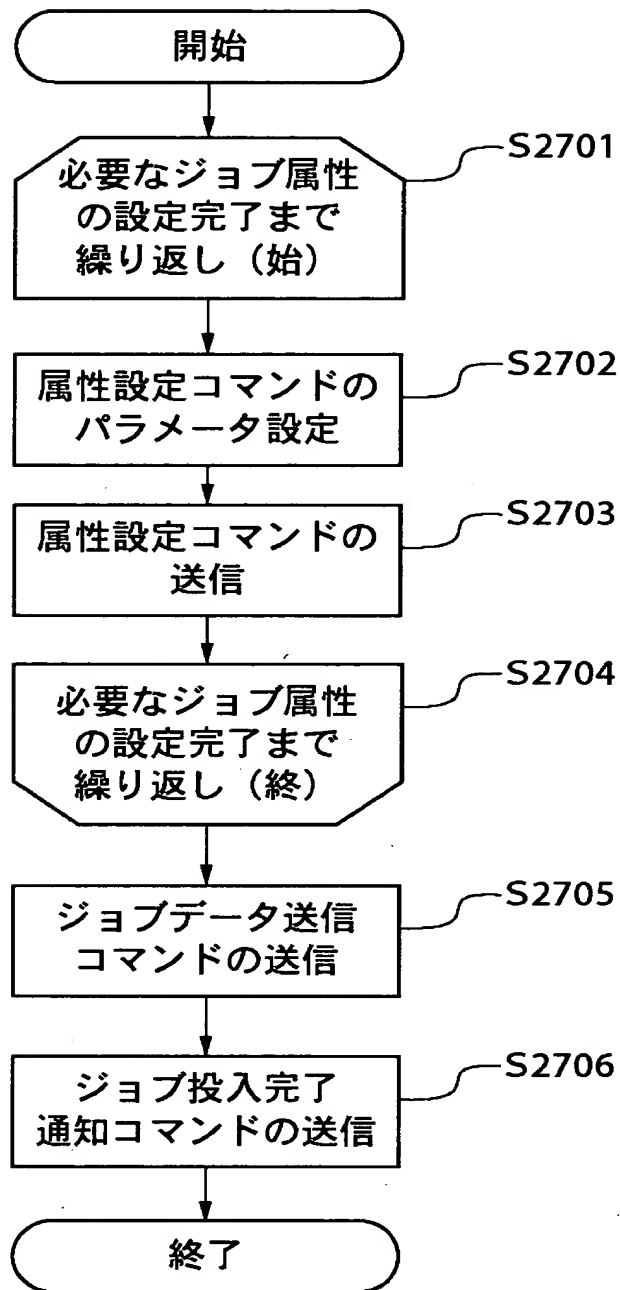 開始
必要なジョブ属性
の設定完了まで
繰り返し（始）
S2701
属性設定コマンドの
パラメータ設定
S2702
属性設定コマンドの
送信
S2703
必要なジョブ属性
の設定完了まで
繰り返し（終）
S2704
ジョブデータ送信
コマンドの送信
S2705
ジョブ投入完了
通知コマンドの送信
S2706
終了